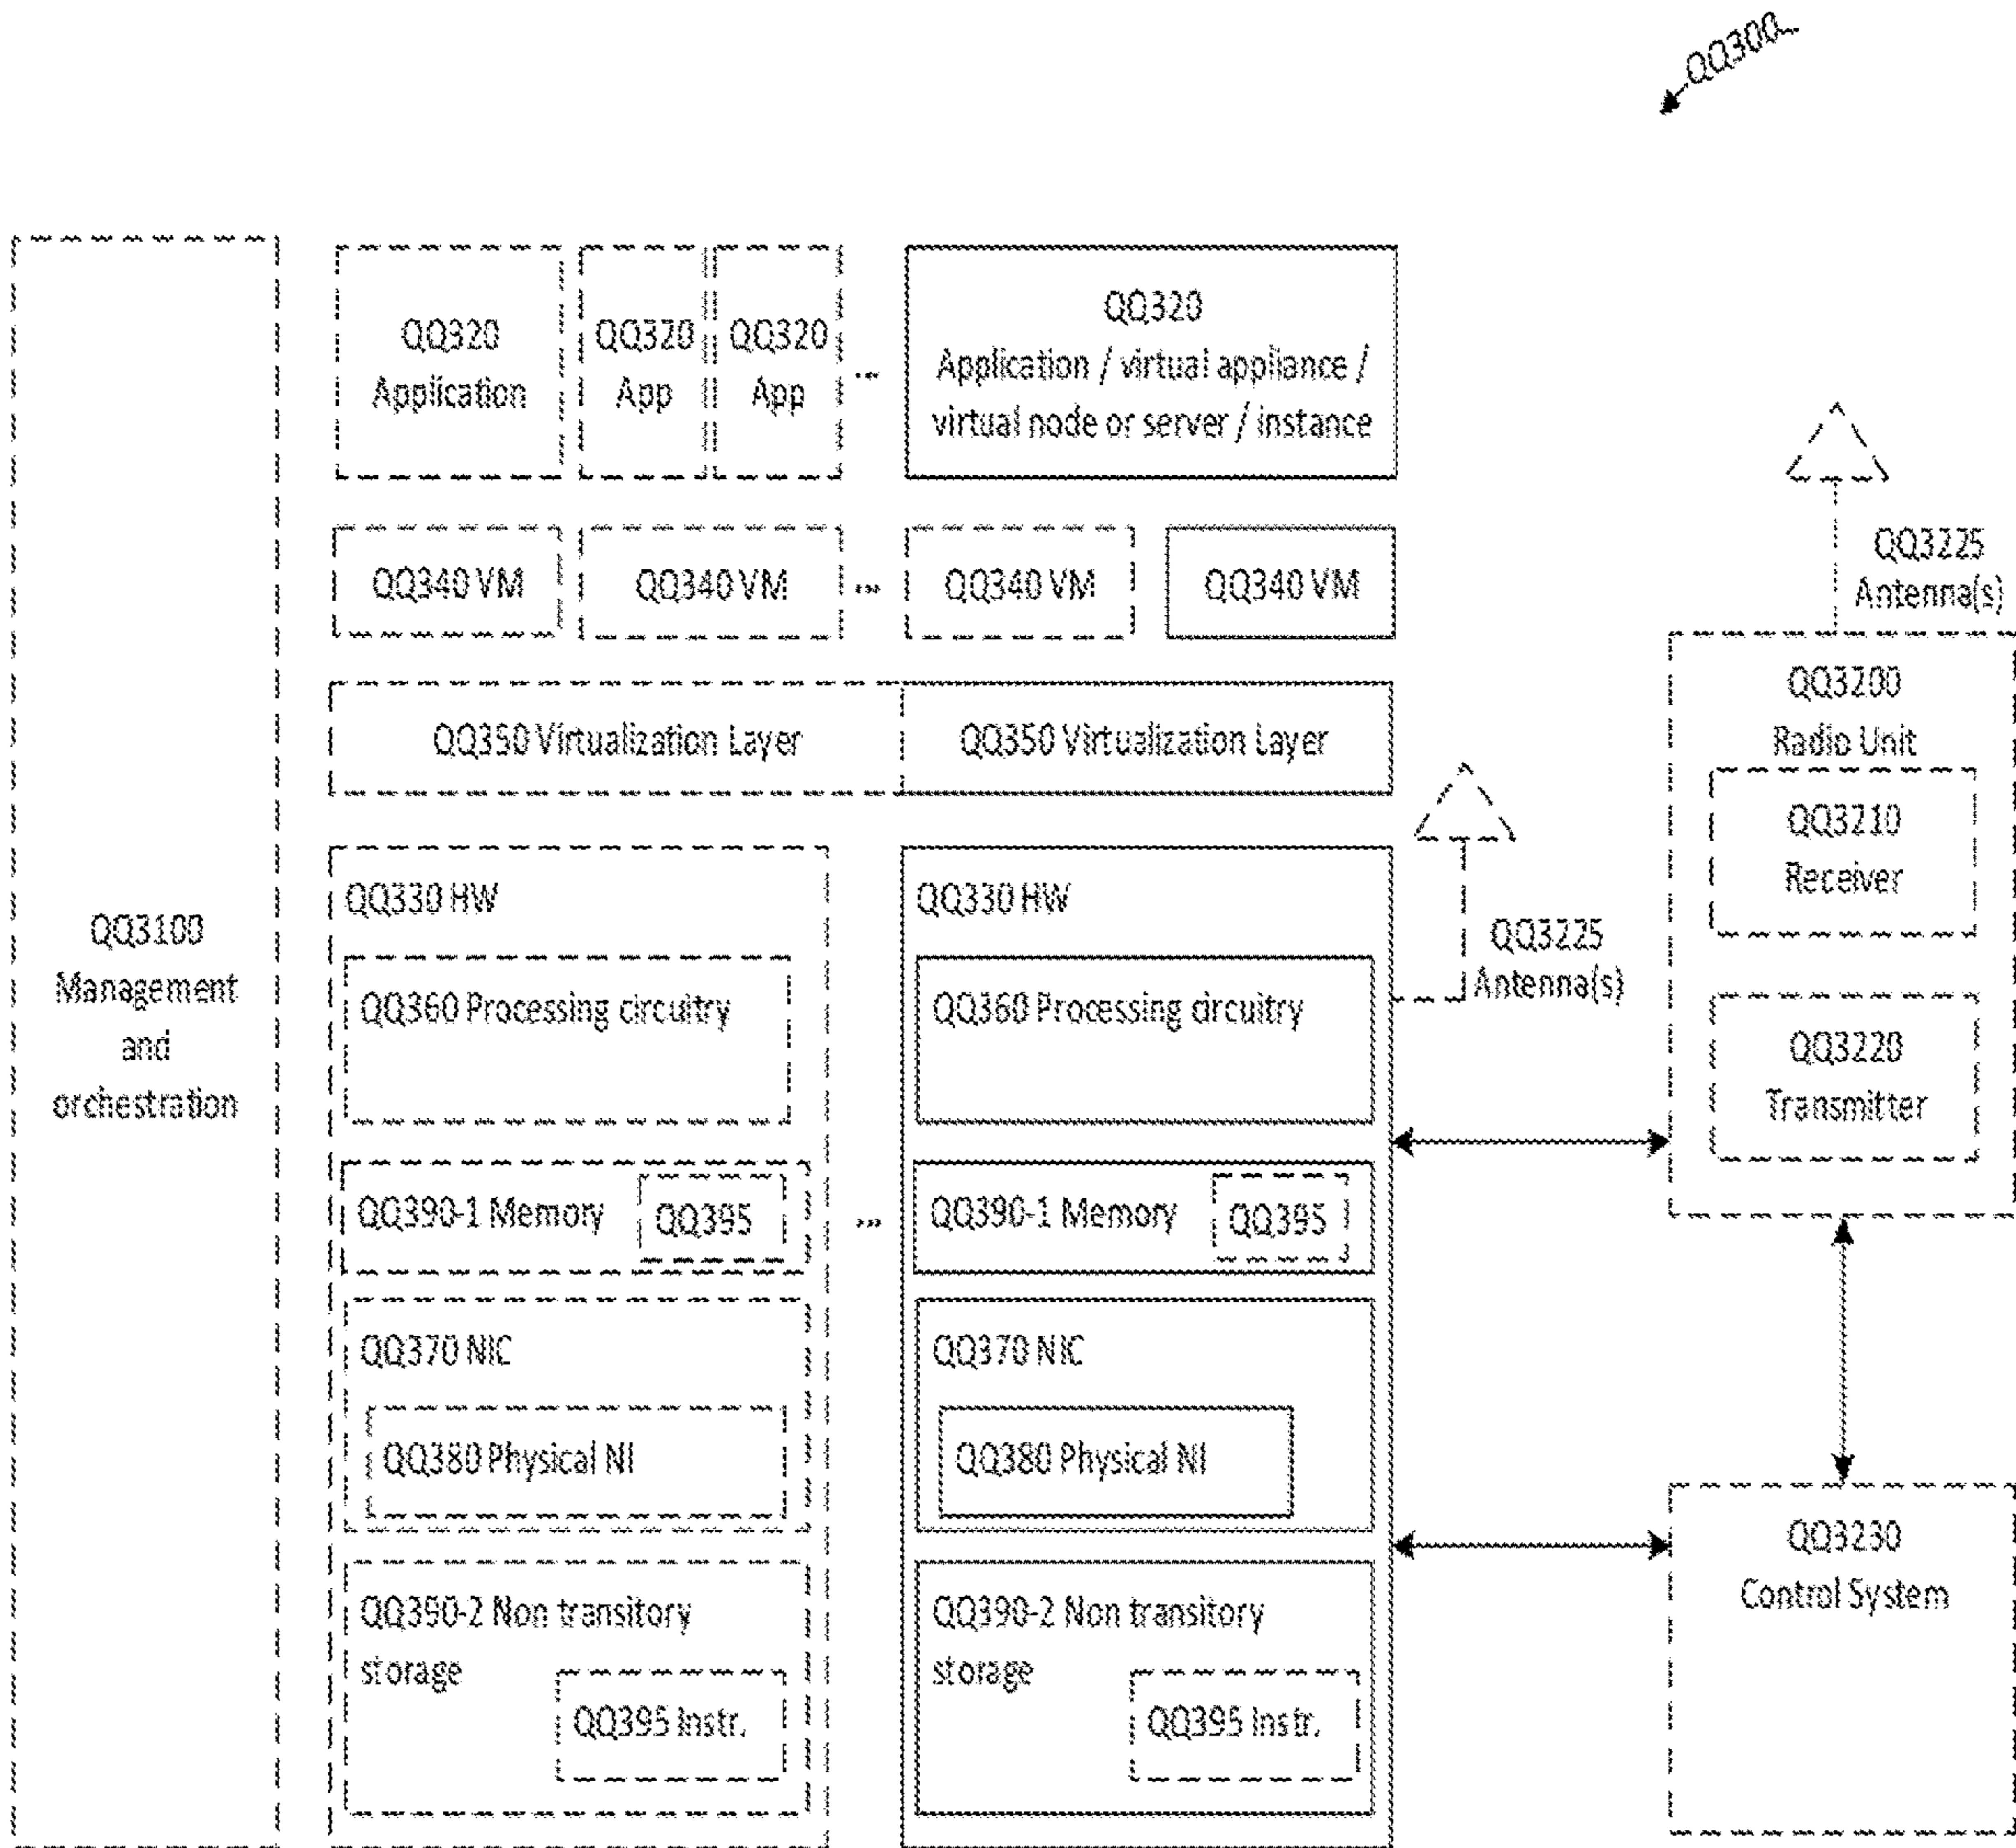 QQ300
QQ320
Application
QQ320
App
QQ320
App
...
QQ320
Application / virtual appliance /
virtual node or server / instance
QQ340 VM
QQ340 VM
...
QQ340 VM
QQ340 VM
QQ350 Virtualization Layer
QQ350 Virtualization Layer
QQ3100
Management
and
orchestration
QQ330 HW
QQ360 Processing circuitry
QQ390-1 Memory
QQ395
QQ370 NIC
QQ380 Physical NI
QQ390-2 Non transitory
storage
QQ395 Instr.
...
QQ330 HW
QQ360 Processing circuitry
QQ390-1 Memory
QQ395
QQ370 NIC
QQ380 Physical NI
QQ390-2 Non transitory
storage
QQ395 Instr.
QQ3225
Antenna(s)
QQ3225
Antenna(s)
QQ3200
Radio Unit
QQ3210
Receiver
QQ3220
Transmitter
QQ3230
Control System